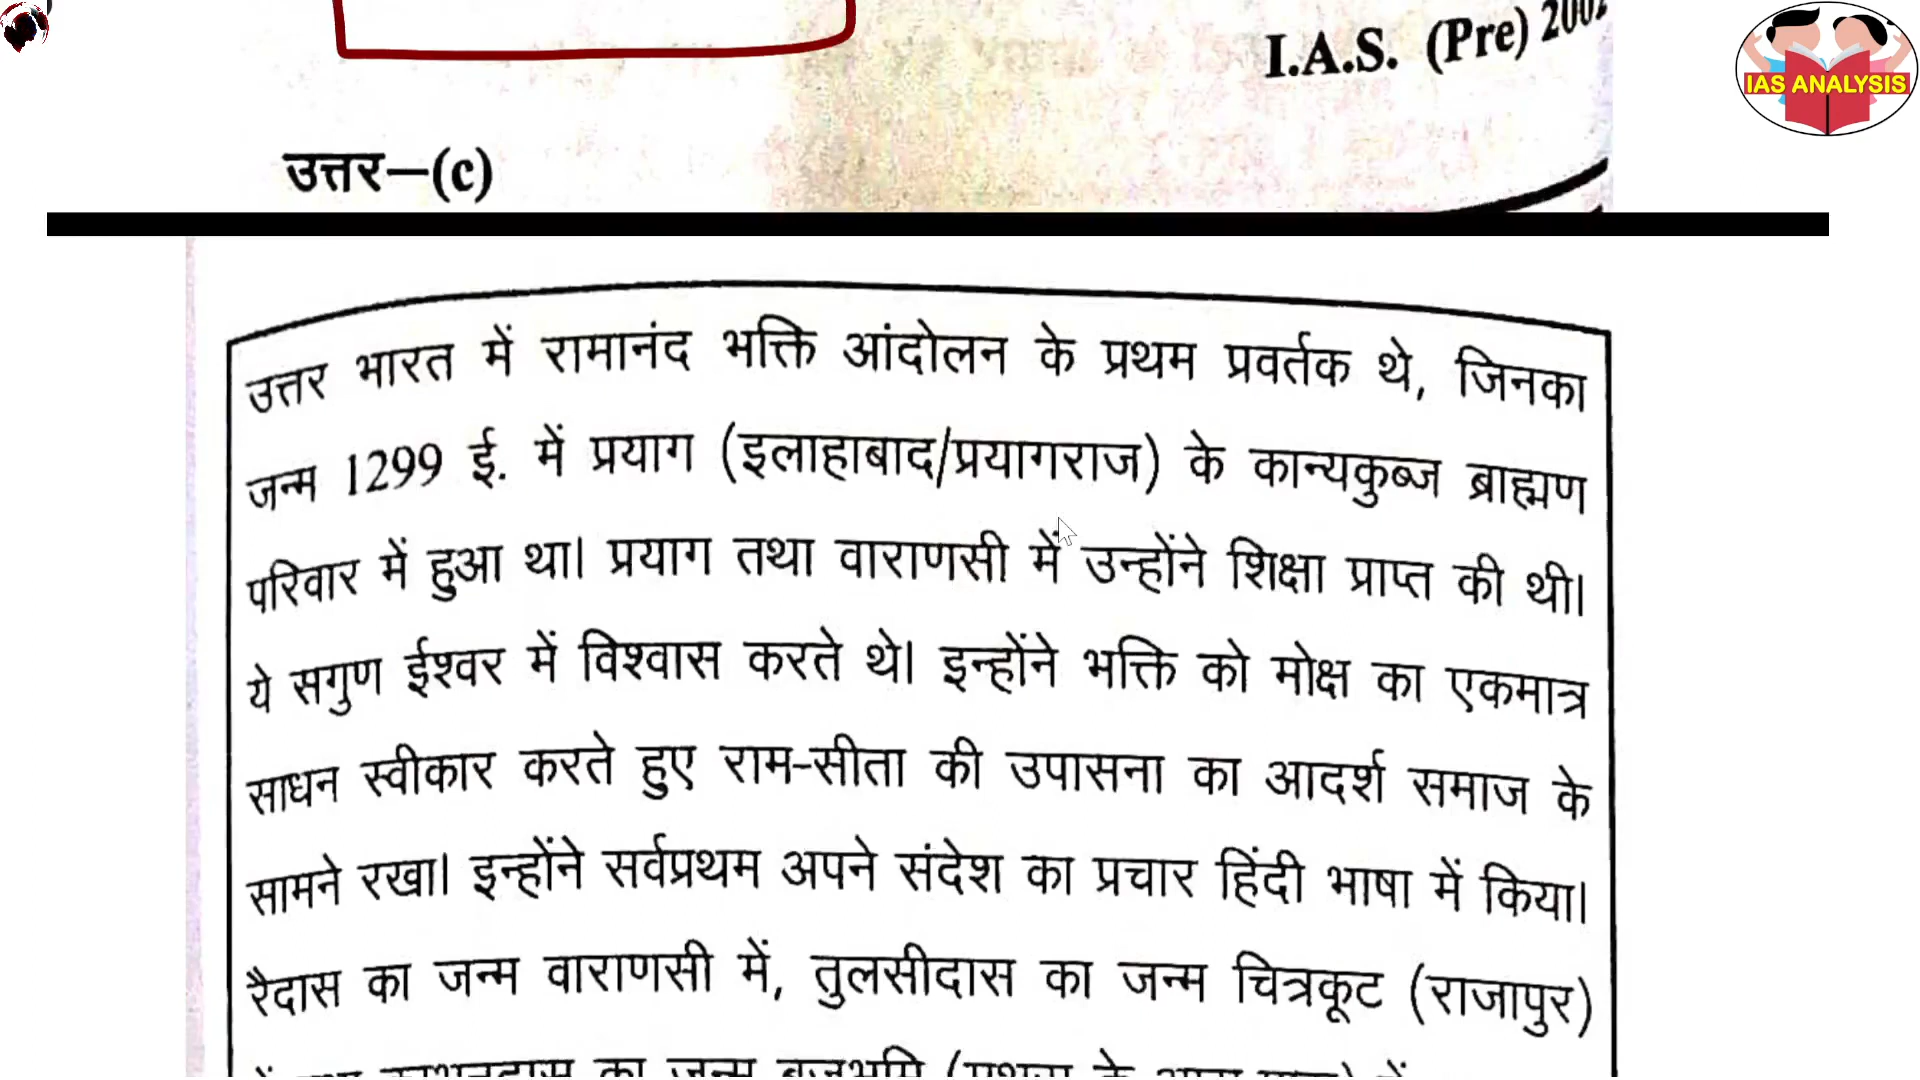 I.A.S. (Pre) 2002
IAS ANALYSIS
उत्तर–(c)
उत्तर भारत में रामानंद भक्ति आंदोलन के प्रथम प्रवर्तक थे, जिनका
जन्म 1299 ई. में प्रयाग (इलाहाबाद/प्रयागराज) के कान्यकुब्ज ब्राह्मण
परिवार में हुआ था। प्रयाग तथा वाराणसी में उन्होंने शिक्षा प्राप्त की थी।
ये सगुण ईश्वर में विश्वास करते थे। इन्होंने भक्ति को मोक्ष का एकमात्र
साधन स्वीकार करते हुए राम-सीता की उपासना का आदर्श समाज के
सामने रखा। इन्होंने सर्वप्रथम अपने संदेश का प्रचार हिंदी भाषा में किया।
रैदास का जन्म वाराणसी में, तुलसीदास का जन्म चित्रकूट (राजापुर)
का जन्म